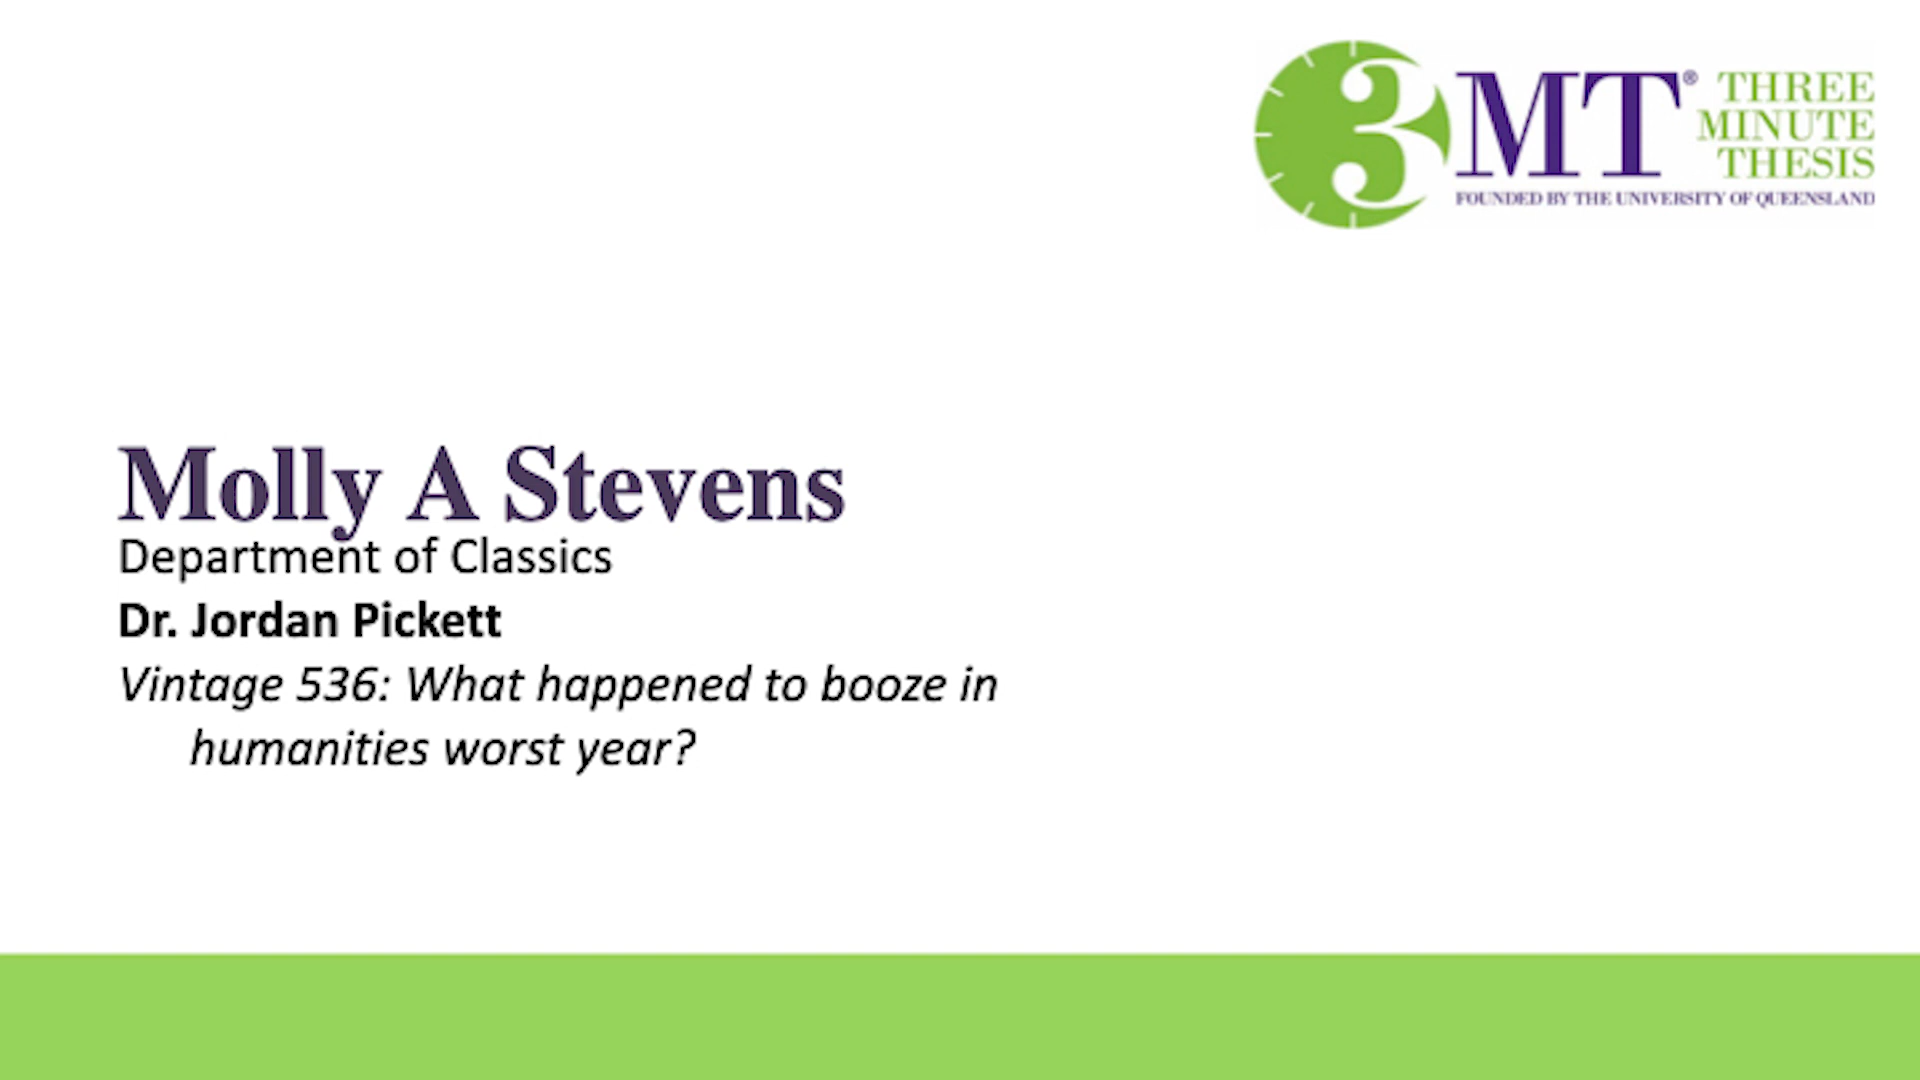 3MT® THREE
MINUTE
THESIS
FOUNDED BY THE UNIVERSITY OF QUEENSLAND
Molly A Stevens
Department of Classics
Dr. Jordan Pickett
Vintage 536: What happened to booze in
humanities worst year?